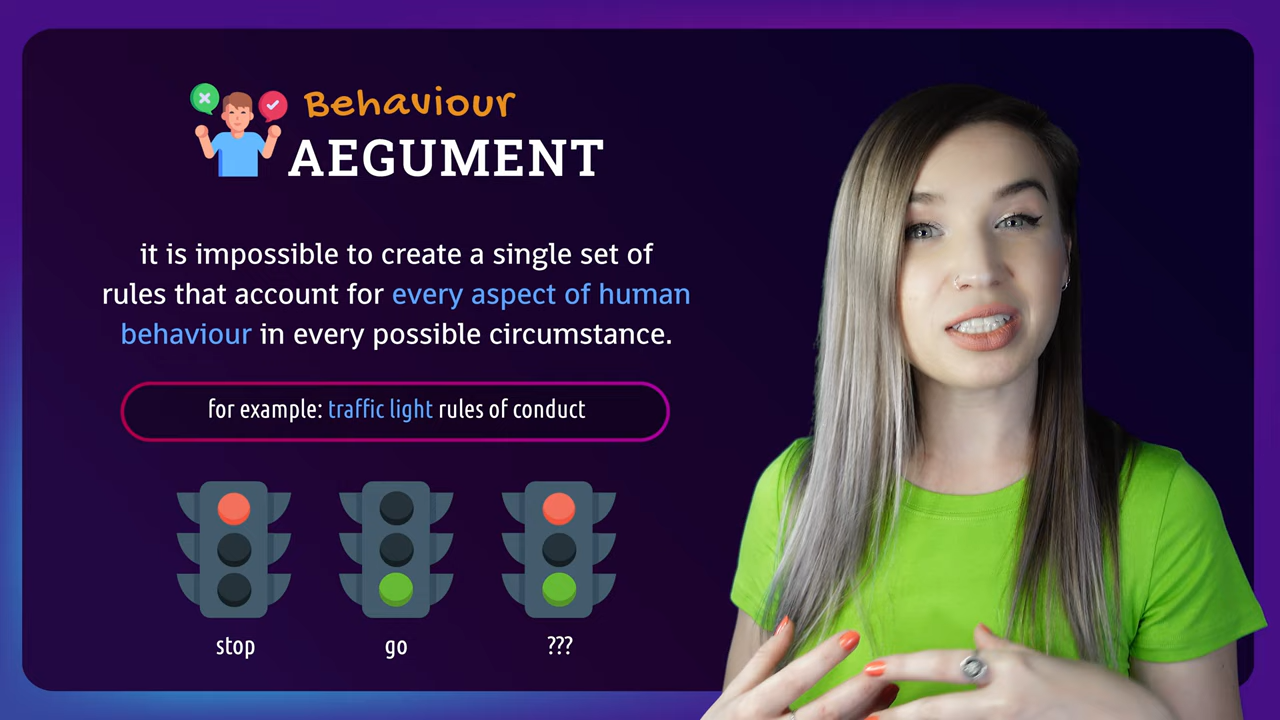 Behaviour
AEGUMENT
it is impossible to create a single set of
rules that account for every aspect of human
behaviour in every possible circumstance.
for example: traffic light rules of conduct
stop
go
???